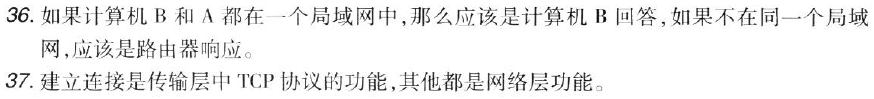 36. 如果计算机 B 和 A 都在一个局域网中,那么应该是计算机 B 回答,如果不在同一个局域
网,应该是路由器响应。
37. 建立连接是传输层中 TCP 协议的功能,其他都是网络层功能。